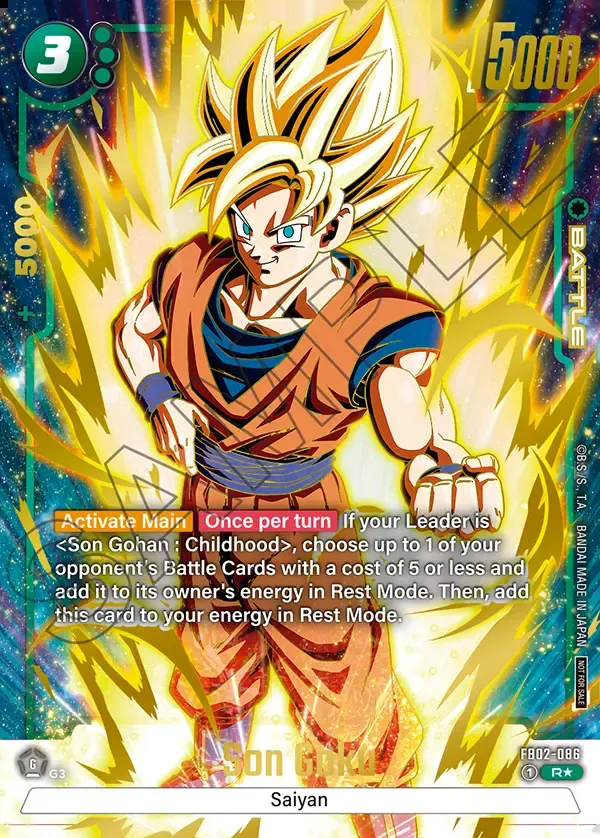 3
5000
+ 5000
BATTLE
SAMPLE
Activate Main Once per turn If your Leader is
<Son Gohan : Childhood>, choose up to 1 of your
opponent's Battle Cards with a cost of 5 or less and
add it to its owner's energy in Rest Mode. Then, add
this card to your energy in Rest Mode.
©B.S./S., T.A. BANDAI MADE IN JAPAN
NOT FOR SALE
Son Goku
FB02-086
G
G3
1 R★
Saiyan